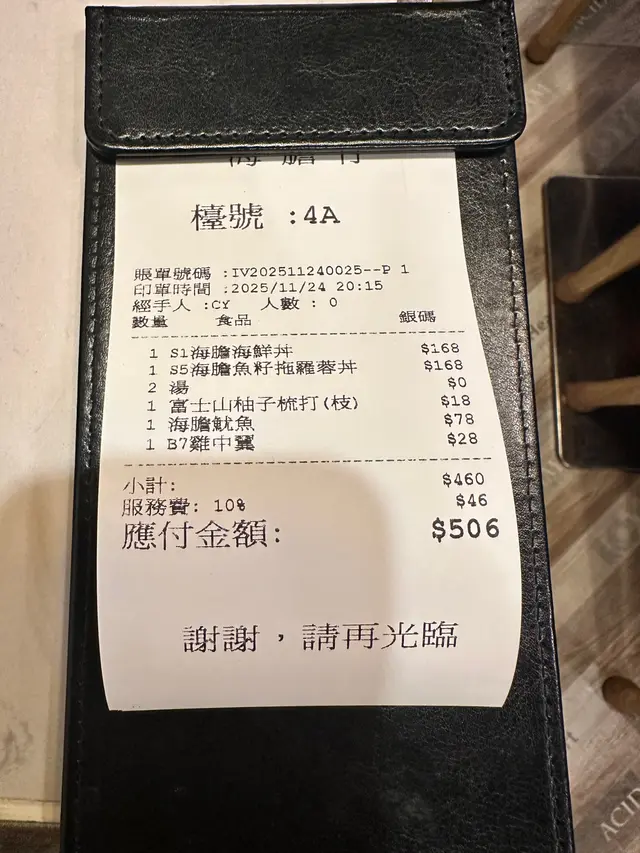 檯號 :4A
賬單號碼 :IV202511240025--P 1
印單時間 :2025/11/24 20:15
經手人 :CY 人數 : 0
數量 食品 銀碼
1 S1海膽海鮮丼 $168
1 S5海膽魚籽拖羅蓉丼 $168
2 湯 $0
1 富士山柚子梳打(枝) $18
1 海膽魷魚 $78
1 B7雞中翼 $28
小計: $460
服務費: 10% $46
應付金額: $506
謝謝，請再光臨